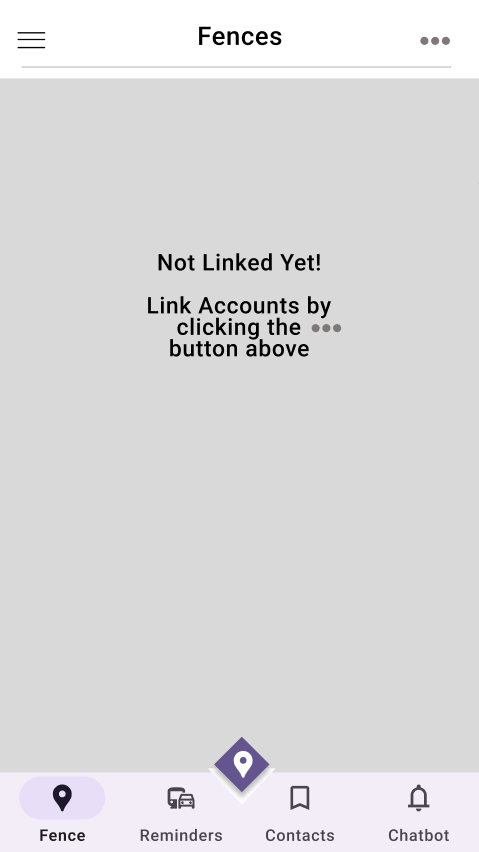 Fences
Not Linked Yet!
Link Accounts by
clicking the
button above
Fence
Reminders
Contacts
Chatbot